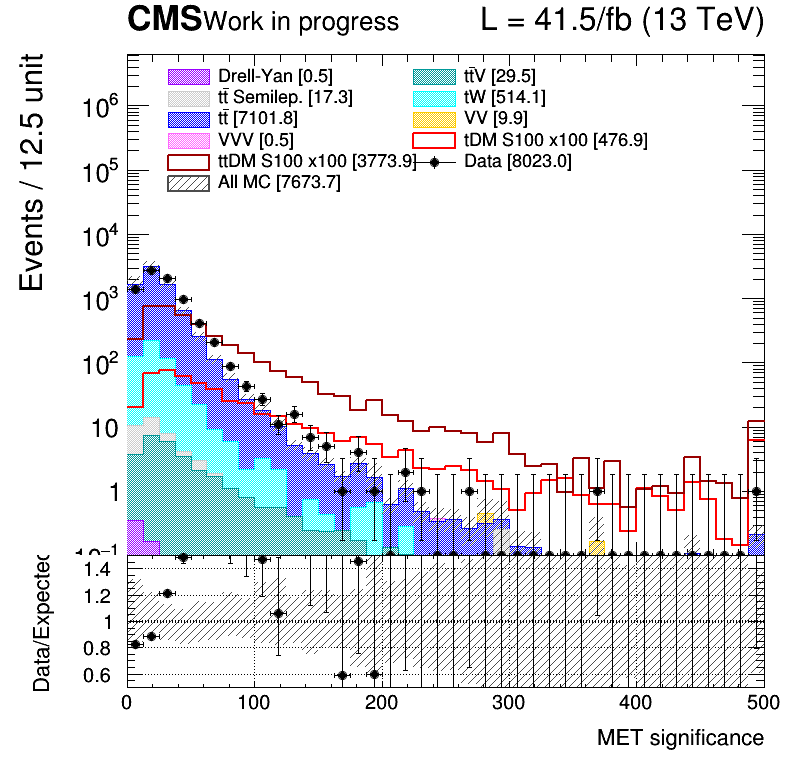 CMS Work in progress L = 41.5/fb (13 TeV)
Events / 12.5 unit
Drell-Yan [0.5] tt̄V [29.5]
tt̄ Semilep. [17.3] tW [514.1]
tt̄ [7101.8] VV [9.9]
VVV [0.5] tDM S100 x100 [476.9]
ttDM S100 x100 [3773.9] Data [8023.0]
All MC [7673.7]
10⁶
10⁵
10⁴
10³
10²
10
1
10⁻¹
Data/Expected
1.4
1.2
1
0.8
0.6
0 100 200 300 400 500
MET significance